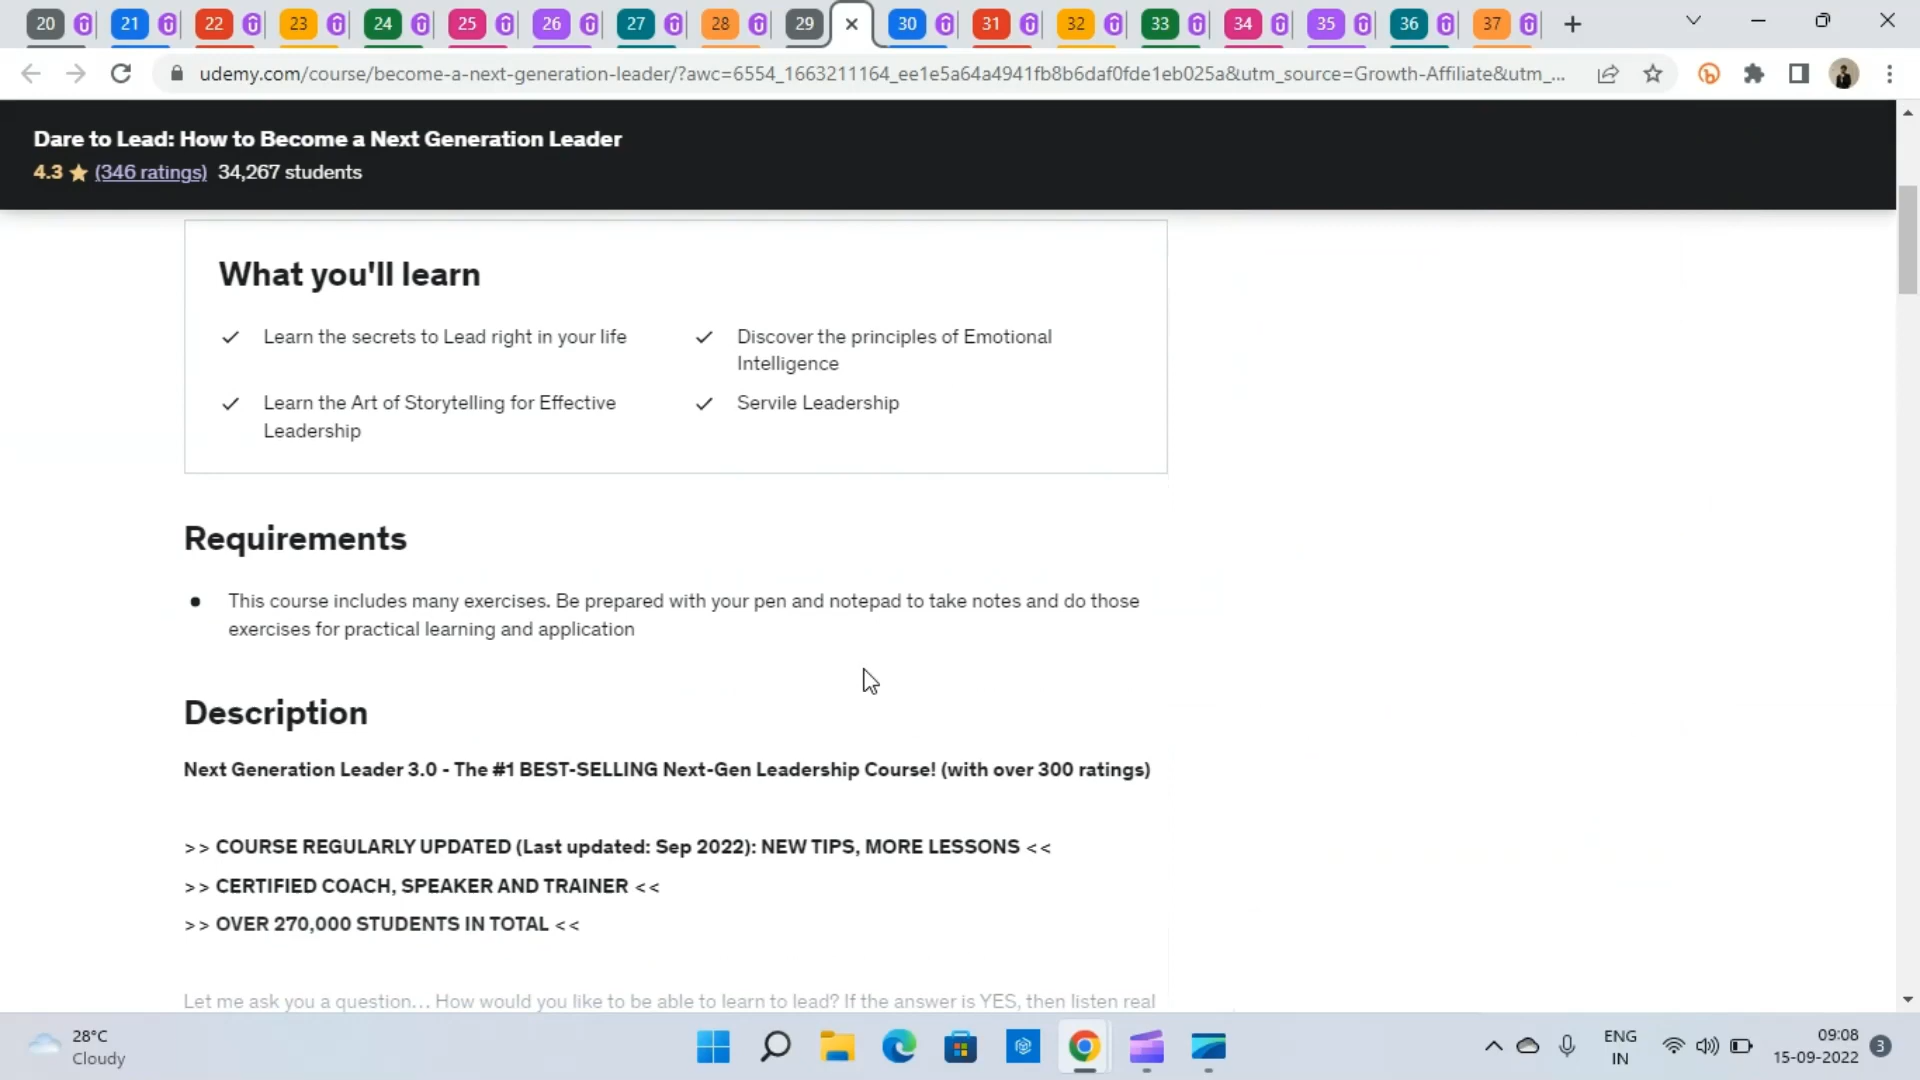 20 21 22 23 24 25 26 27 28 29 30 31 32 33 34 35 36 37
udemy.com/course/become-a-next-generation-leader/?awc=6554_1663211164_ee1e5a64a4941fb8b6daf0fde1eb025a&utm_source=Growth-Affiliate&utm_...
Dare to Lead: How to Become a Next Generation Leader
4.3 (346 ratings) 34,267 students
What you'll learn
Learn the secrets to Lead right in your life
Discover the principles of Emotional
Intelligence
Learn the Art of Storytelling for Effective
Leadership
Servile Leadership
Requirements
This course includes many exercises. Be prepared with your pen and notepad to take notes and do those
exercises for practical learning and application
Description
Next Generation Leader 3.0 - The #1 BEST-SELLING Next-Gen Leadership Course! (with over 300 ratings)
>> COURSE REGULARLY UPDATED (Last updated: Sep 2022): NEW TIPS, MORE LESSONS <<
>> CERTIFIED COACH, SPEAKER AND TRAINER <<
>> OVER 270,000 STUDENTS IN TOTAL <<
Let me ask you a question... How would you like to be able to learn to lead? If the answer is YES, then listen real
28°C
Cloudy
ENG
IN
09:08
15-09-2022
3